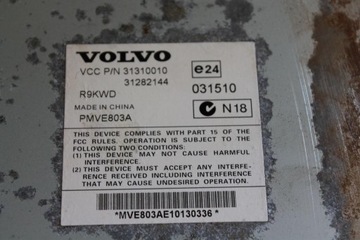 VOLVO
VCC P/N 31310010 e24
31282144
R9KWD 031510
MADE IN CHINA N 18
PMVE803A
THIS DEVICE COMPLIES WITH PART 15 OF THE
FCC RULES. OPERATION IS SUBJECT TO THE
FOLLOWING TWO CONDITIONS:
(1) THIS DEVICE MAY NOT CAUSE HARMFUL
INTERFERENCE, AND
(2) THIS DEVICE MUST ACCEPT ANY INTERFE-
RENCE RECEIVED INCLUDING INTERFERENCE
THAT MAY CAUSE UNDESIRED OPERATION
*MVE803AE10130336*